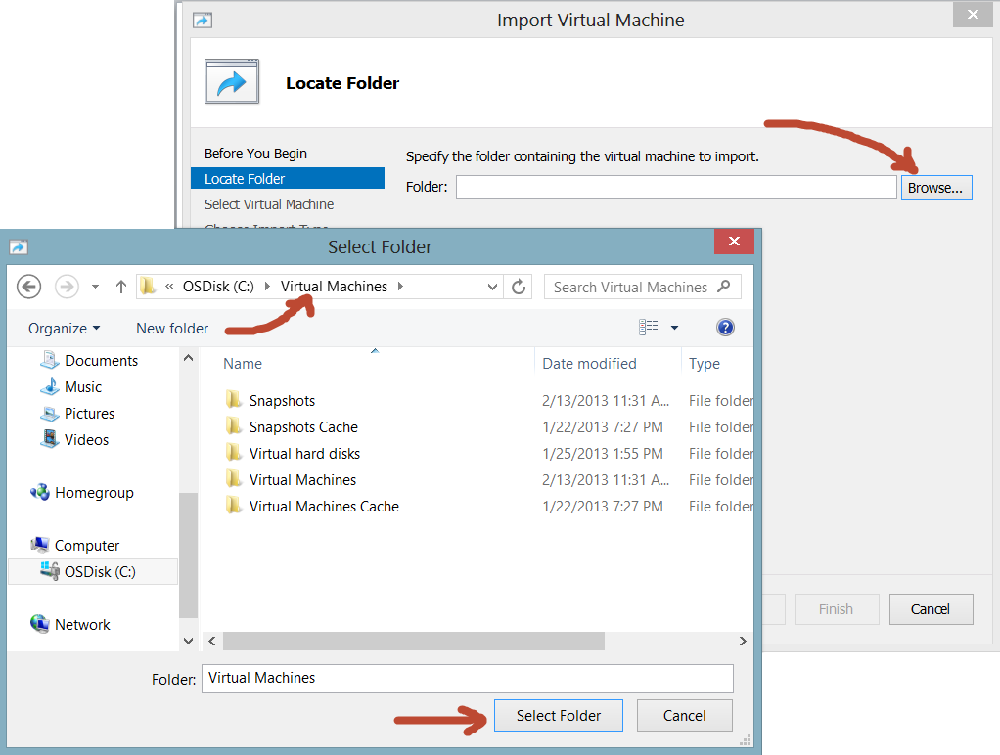 Import Virtual Machine
Locate Folder
Before You Begin
Locate Folder
Select Virtual Machine
Choose Import Type
Specify the folder containing the virtual machine to import.
Folder:
Browse...
Select Folder
« OSDisk (C:) Virtual Machines
Search Virtual Machines
Organize
New folder
?
Documents
Music
Pictures
Videos
Homegroup
Computer
OSDisk (C:)
Network
Name Date modified Type
Snapshots 2/13/2013 11:31 A... File folder
Snapshots Cache 1/22/2013 7:27 PM File folder
Virtual hard disks 1/25/2013 1:55 PM File folder
Virtual Machines 2/13/2013 11:31 A... File folder
Virtual Machines Cache 1/22/2013 7:27 PM File folder
Folder: Virtual Machines
Select Folder Cancel
Finish Cancel